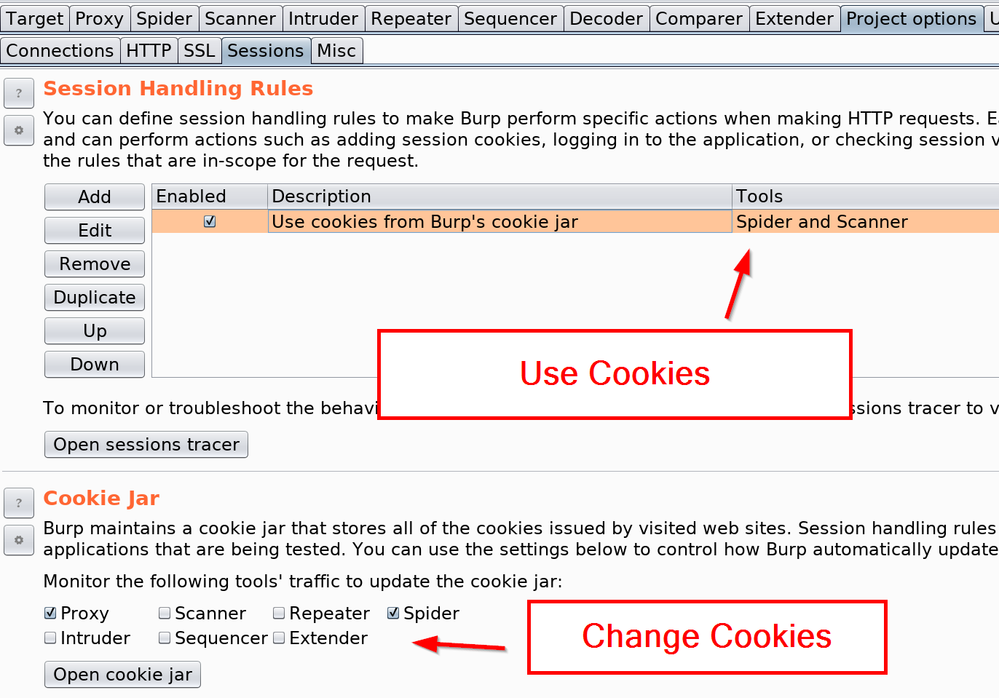 Target Proxy Spider Scanner Intruder Repeater Sequencer Decoder Comparer Extender Project options
Connections HTTP SSL Sessions Misc
? Session Handling Rules
You can define session handling rules to make Burp perform specific actions when making HTTP requests.
and can perform actions such as adding session cookies, logging in to the application, or checking session
the rules that are in-scope for the request.
Add
Edit
Remove
Duplicate
Up
Down
Enabled Description Tools
Use cookies from Burp's cookie jar Spider and Scanner
Use Cookies
To monitor or troubleshoot the behavi ssions tracer to v
Open sessions tracer
? Cookie Jar
Burp maintains a cookie jar that stores all of the cookies issued by visited web sites. Session handling rules
applications that are being tested. You can use the settings below to control how Burp automatically update
Monitor the following tools' traffic to update the cookie jar:
Proxy Scanner Repeater Spider
Intruder Sequencer Extender
Change Cookies
Open cookie jar